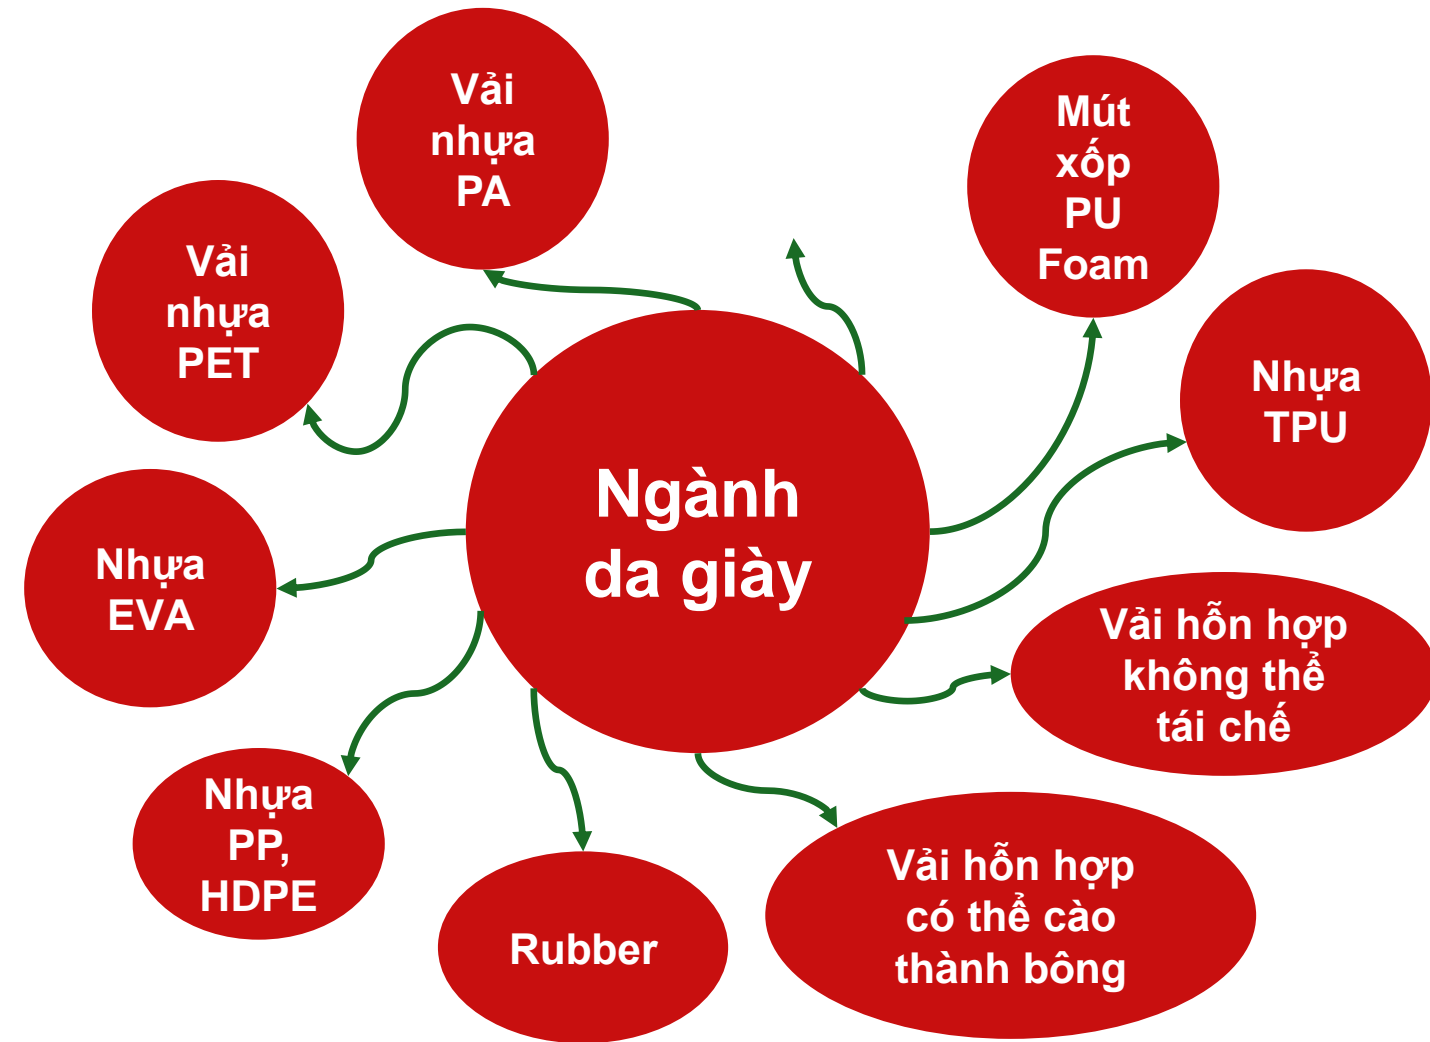 Vải
nhựa
PA
Mút
xốp
PU
Foam
Vải
nhựa
PET
Nhựa
TPU
Ngành
da giày
Nhựa
EVA
Vải hỗn hợp
không thể
tái chế
Nhựa
PP,
HDPE
Vải hỗn hợp
có thể cào
thành bông
Rubber